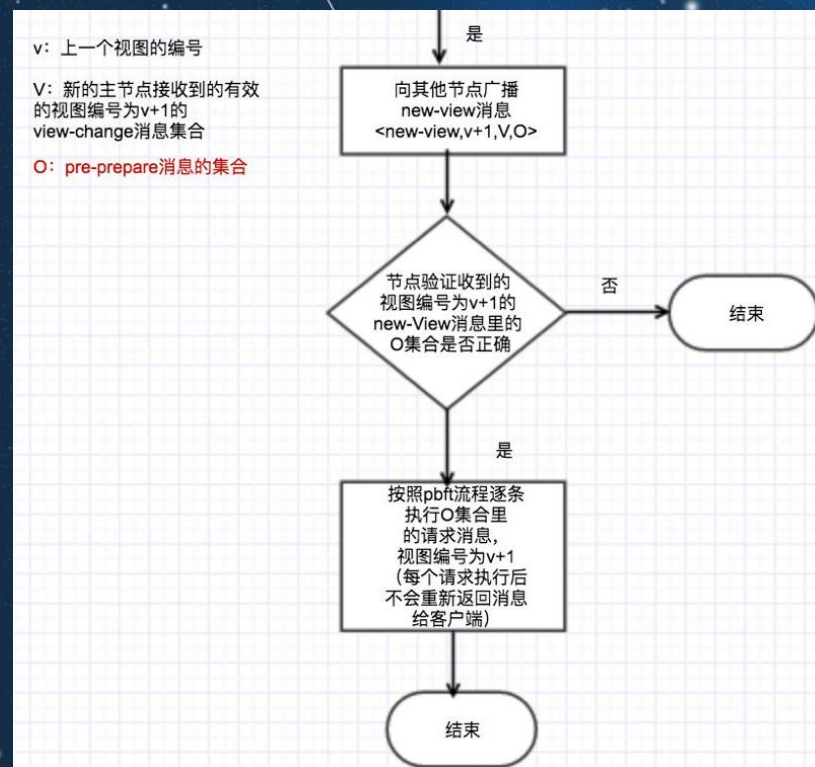 v：上一个视图的编号
V：新的主节点接收到的有效
的视图编号为v+1的
view-change消息集合
O：pre-prepare消息的集合
是
向其他节点广播
new-view消息
<new-view,v+1,V,O>
节点验证收到的
视图编号为v+1的
new-View消息里的
O集合是否正确
否
结束
是
按照pbft流程逐条
执行O集合里
的请求消息，
视图编号为v+1
（每个请求执行后
不会重新返回消息
给客户端）
结束